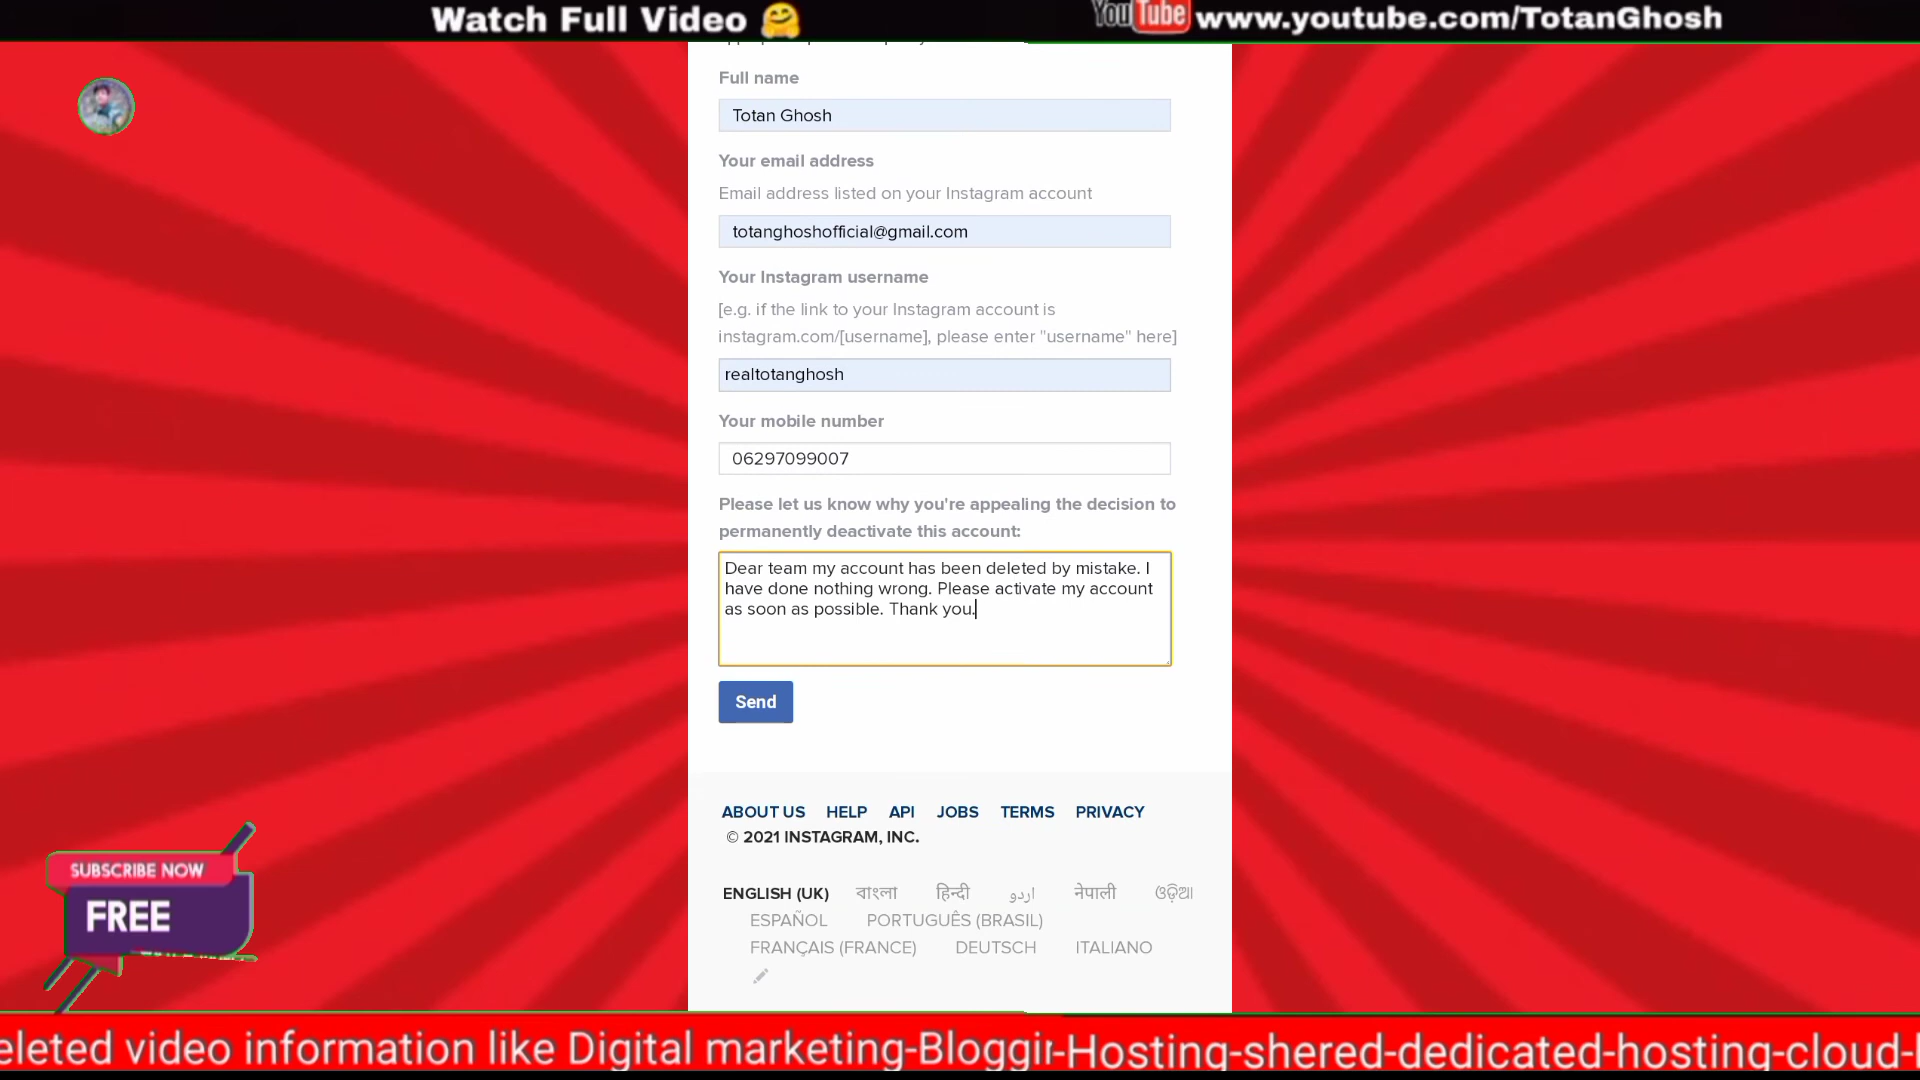 Watch Full Video 🤗
YouTube www.youtube.com/TotanGhosh
Full name
Totan Ghosh
Your email address
Email address listed on your Instagram account
totanghoshofficial@gmail.com
Your Instagram username
[e.g. if the link to your Instagram account is
instagram.com/[username], please enter "username" here]
realtotanghosh
Your mobile number
06297099007
Please let us know why you're appealing the decision to
permanently deactivate this account:
Dear team my account has been deleted by mistake. I
have done nothing wrong. Please activate my account
as soon as possible. Thank you.
Send
ABOUT US HELP API JOBS TERMS PRIVACY
© 2021 INSTAGRAM, INC.
ENGLISH (UK) বাংলা हिन्दी اردو नेपाली ଓଡ଼ିଆ
ESPAÑOL PORTUGUÊS (BRASIL)
FRANÇAIS (FRANCE) DEUTSCH ITALIANO
SUBSCRIBE NOW
FREE
eleted video information like Digital marketing-Bloggin-Hosting-shered-dedicated-hosting-cloud-